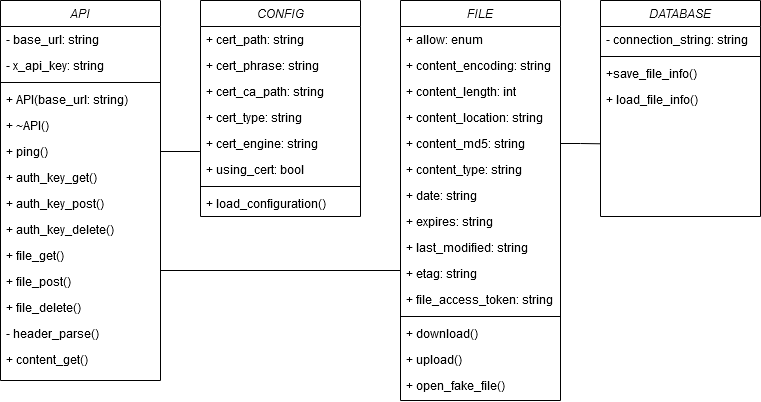 API
- base_url: string
- x_api_key: string
+ API(base_url: string)
+ ~API()
+ ping()
+ auth_key_get()
+ auth_key_post()
+ auth_key_delete()
+ file_get()
+ file_post()
+ file_delete()
- header_parse()
+ content_get()
CONFIG
+ cert_path: string
+ cert_phrase: string
+ cert_ca_path: string
+ cert_type: string
+ cert_engine: string
+ using_cert: bool
+ load_configuration()
FILE
+ allow: enum
+ content_encoding: string
+ content_length: int
+ content_location: string
+ content_md5: string
+ content_type: string
+ date: string
+ expires: string
+ last_modified: string
+ etag: string
+ file_access_token: string
+ download()
+ upload()
+ open_fake_file()
DATABASE
- connection_string: string
+save_file_info()
+ load_file_info()